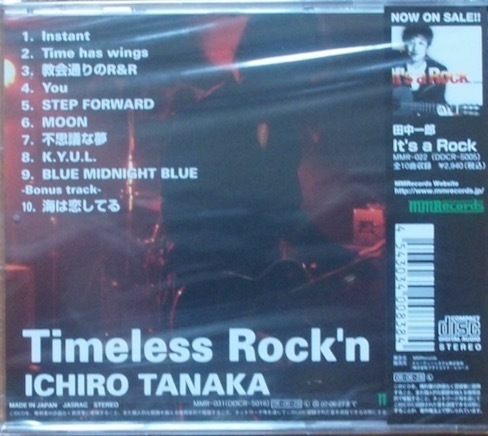 1. Instant
2. Time has wings
3. 教会通りのR&R
4. You
5. STEP FORWARD
6. MOON
7. 不思議な夢
8. K.Y.U.L.
9. BLUE MIDNIGHT BLUE
-Bonus track-
10. 海は恋してる
Timeless Rock'n
ICHIRO TANAKA
MADE IN JAPAN JASRAC STEREO
MMR-031(DDCR-5016)
NOW ON SALE!!
It's a ROCK
田中一郎
It's a Rock
MMR-022 (DDCR-5005)
全10曲収録 ¥2,940(税込)
MMRecords Website
http://www.mmrecords.jp/
MMRecords
COMPACT
disc
DIGITAL AUDIO
STEREO